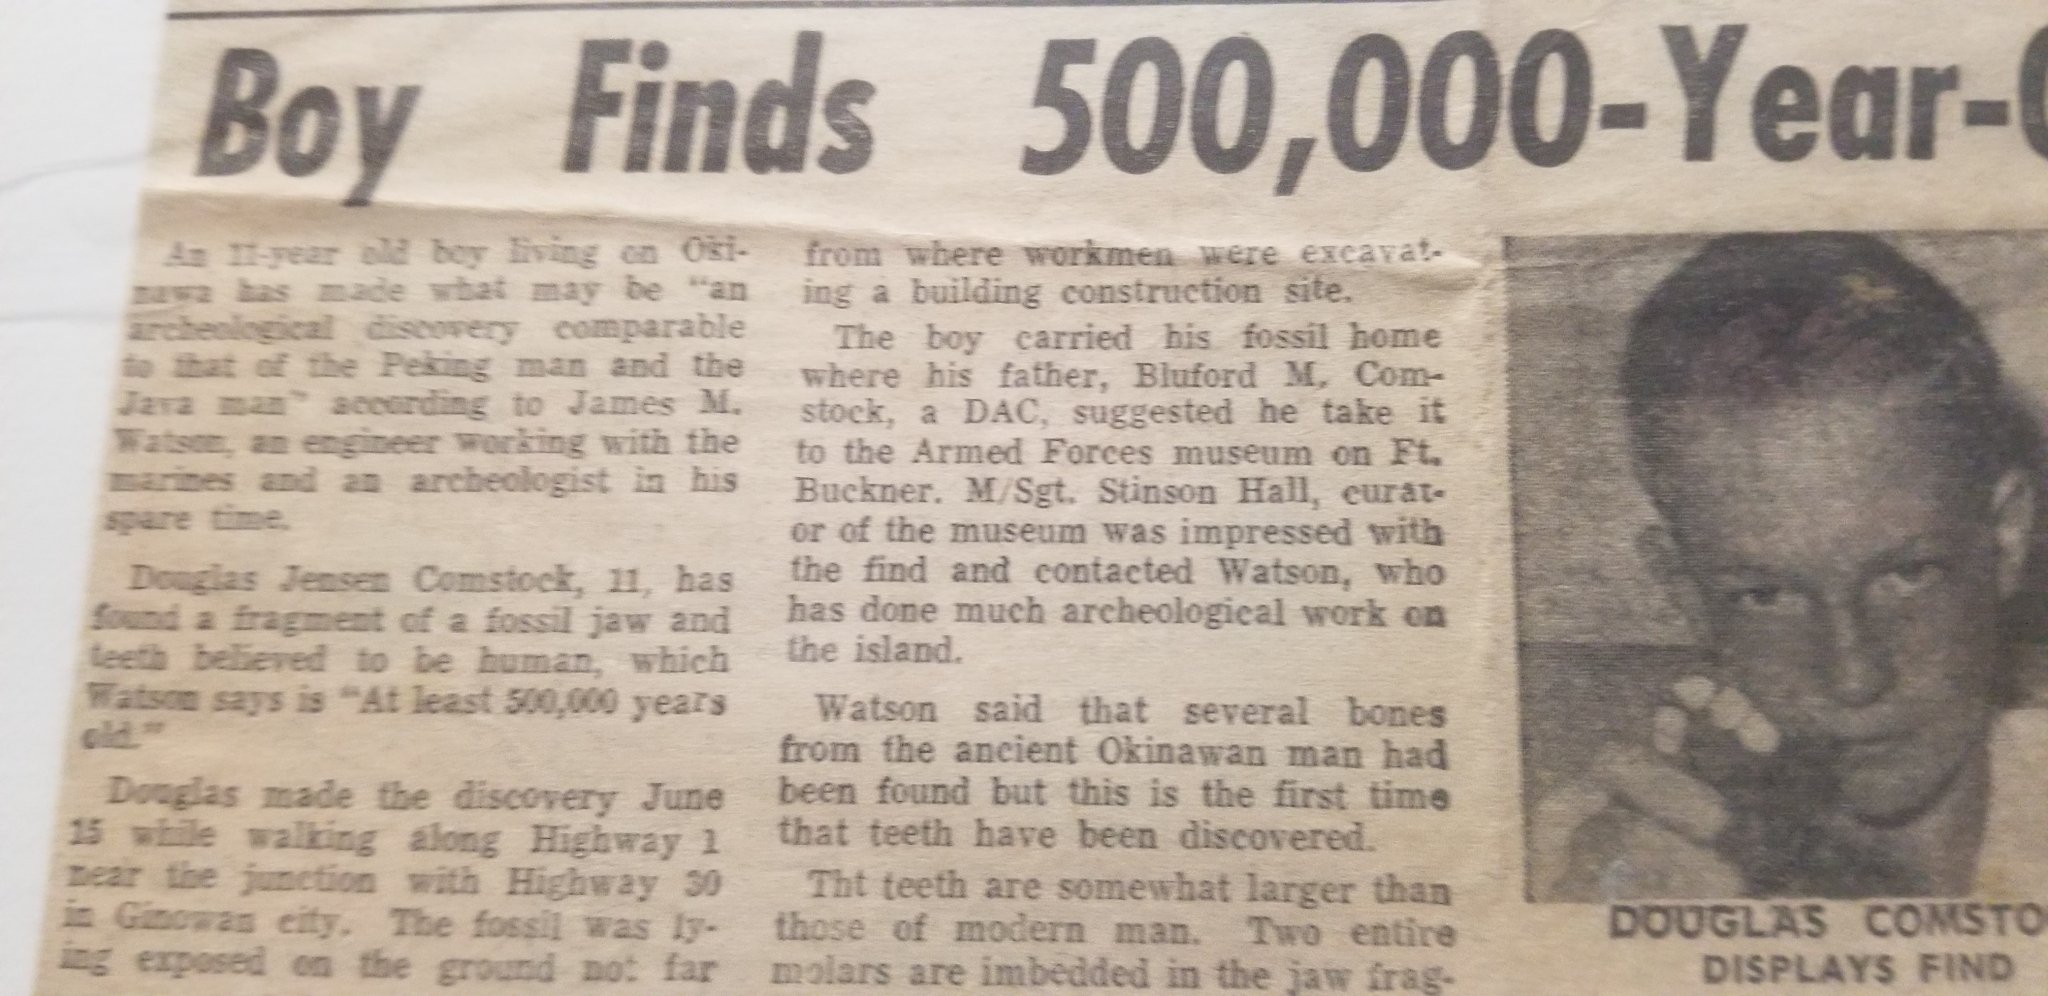 Boy Finds 500,000-Year-
An 11-year old boy living on Oki-
nawa has made what may be "an
archeological discovery comparable
to that of the Peking man and the
Java man" according to James M.
Watson, an engineer working with the
marines and an archeologist in his
spare time.
Douglas Jensen Comstock, 11, has
found a fragment of a fossil jaw and
teeth believed to be human, which
Watson says is "At least 500,000 years
old."
Douglas made the discovery June
15 while walking along Highway 1
near the junction with Highway 30
in Ginowan city. The fossil was ly-
ing exposed on the ground not far
from where workmen were excavat-
ing a building construction site.
The boy carried his fossil home
where his father, Bluford M. Com-
stock, a DAC, suggested he take it
to the Armed Forces museum on Ft.
Buckner. M/Sgt. Stinson Hall, curat-
or of the museum was impressed with
the find and contacted Watson, who
has done much archeological work on
the island.
Watson said that several bones
from the ancient Okinawan man had
been found but this is the first time
that teeth have been discovered.
Tht teeth are somewhat larger than
those of modern man. Two entire
molars are imbedded in the jaw frag-
DOUGLAS COMSTO
DISPLAYS FIND